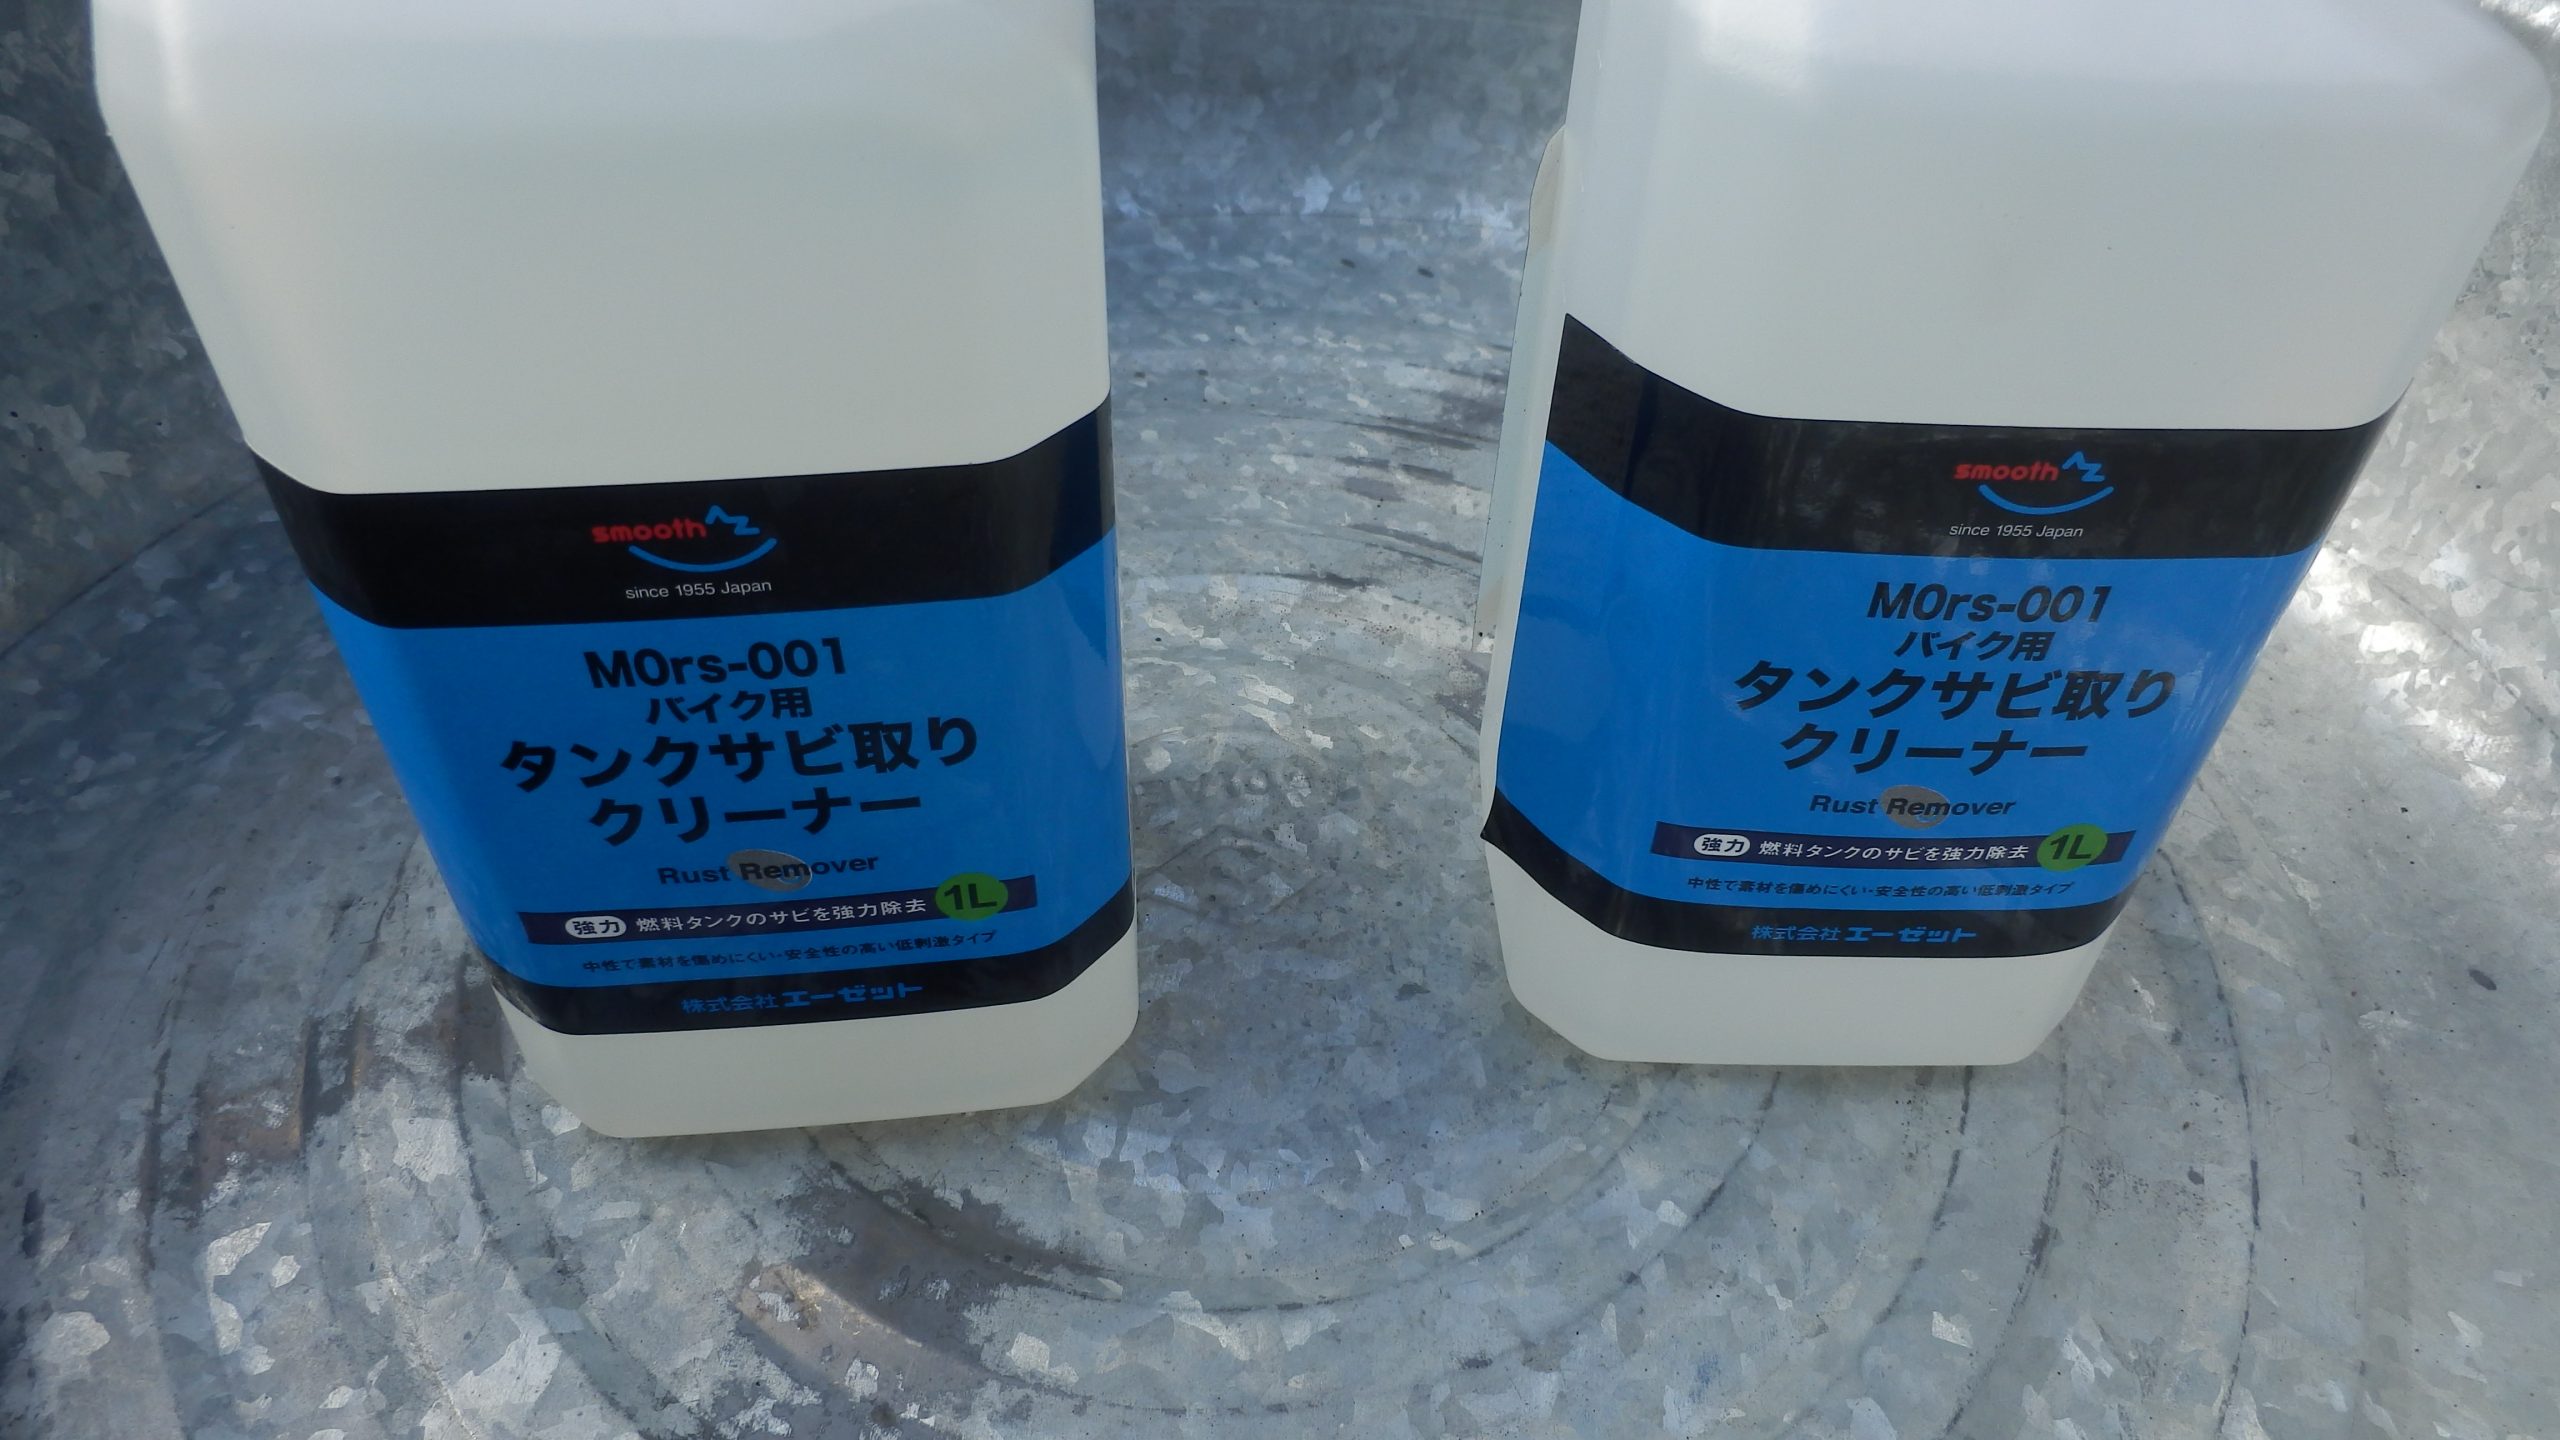 smooth AZ
since 1955 Japan
M0rs-001
バイク用
タンクサビ取り
クリーナー
Rust Remover
強力 燃料タンクのサビを強力除去 1L
中性で素材を傷めにくい・安全性の高い低刺激タイプ
株式会社エーゼット
smooth AZ
since 1955 Japan
M0rs-001
バイク用
タンクサビ取り
クリーナー
Rust Remover
強力 燃料タンクのサビを強力除去 1L
中性で素材を傷めにくい・安全性の高い低刺激タイプ
株式会社エーゼット